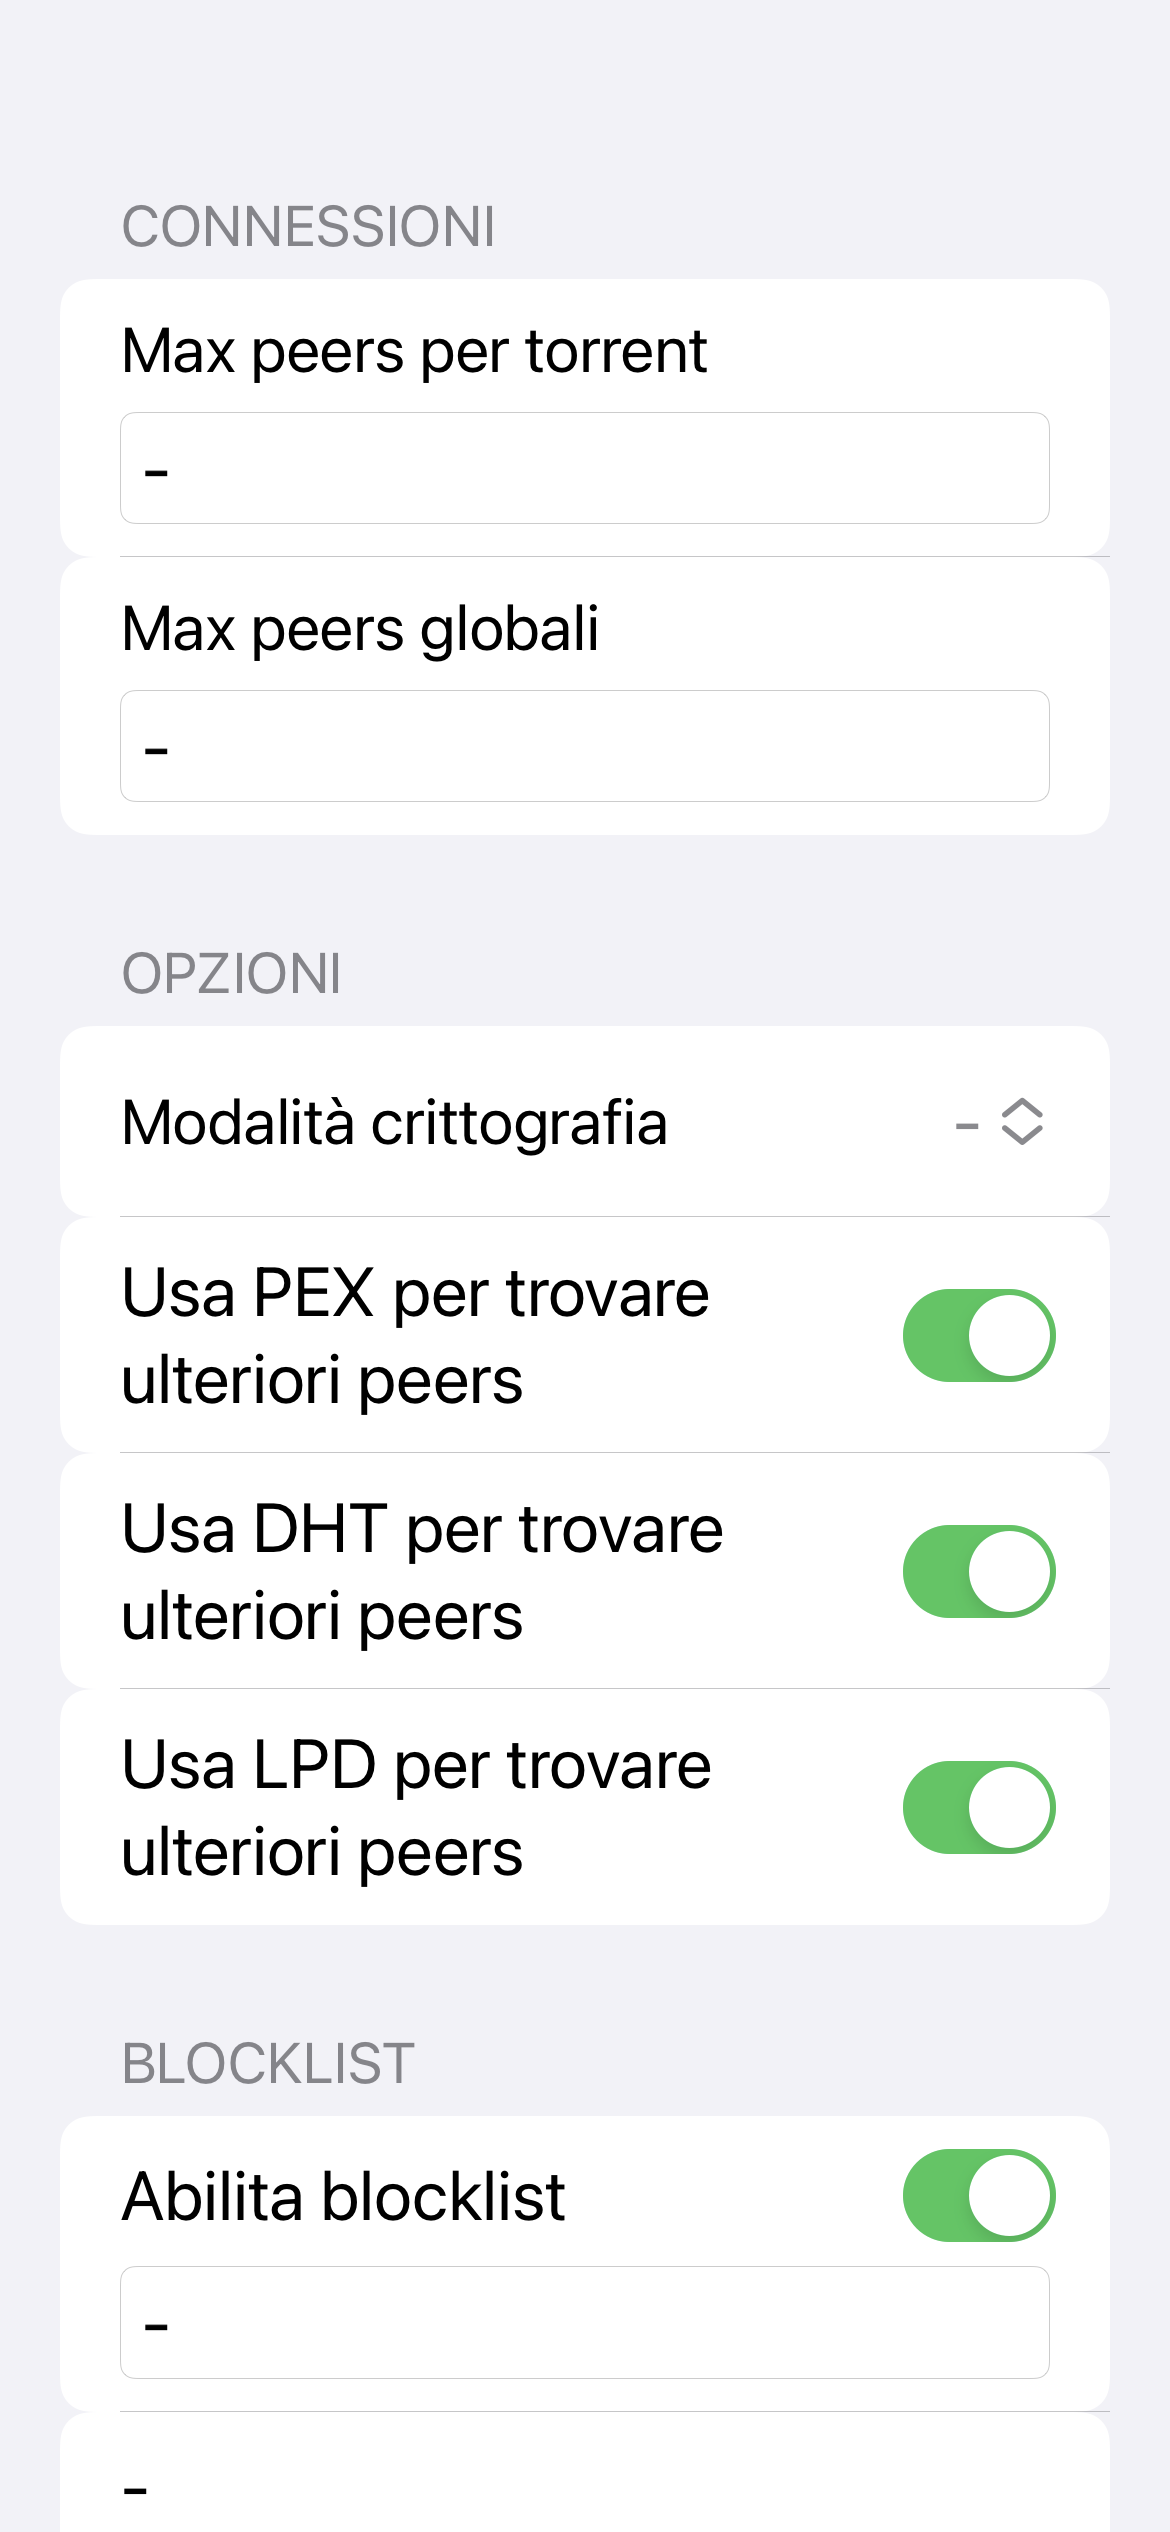 CONNESSIONI
Max peers per torrent
-
Max peers globali
-
OPZIONI
Modalità crittografia -
Usa PEX per trovare
ulteriori peers
Usa DHT per trovare
ulteriori peers
Usa LPD per trovare
ulteriori peers
BLOCKLIST
Abilita blocklist
-
-